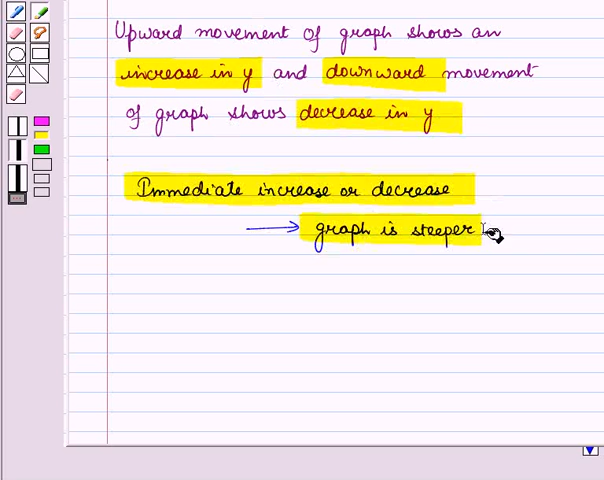 Upward movement of graph shows an
increase in y and downward movement
of graph shows decrease in y
Immediate increase or decrease
→ graph is steeper